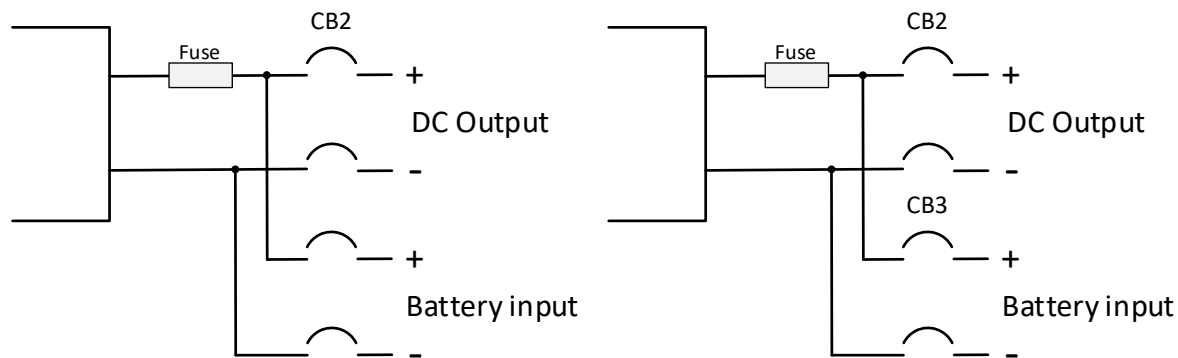 CB2
Fuse
+
DC Output
-
+
Battery input
-
CB2
Fuse
+
DC Output
-
CB3
+
Battery input
-